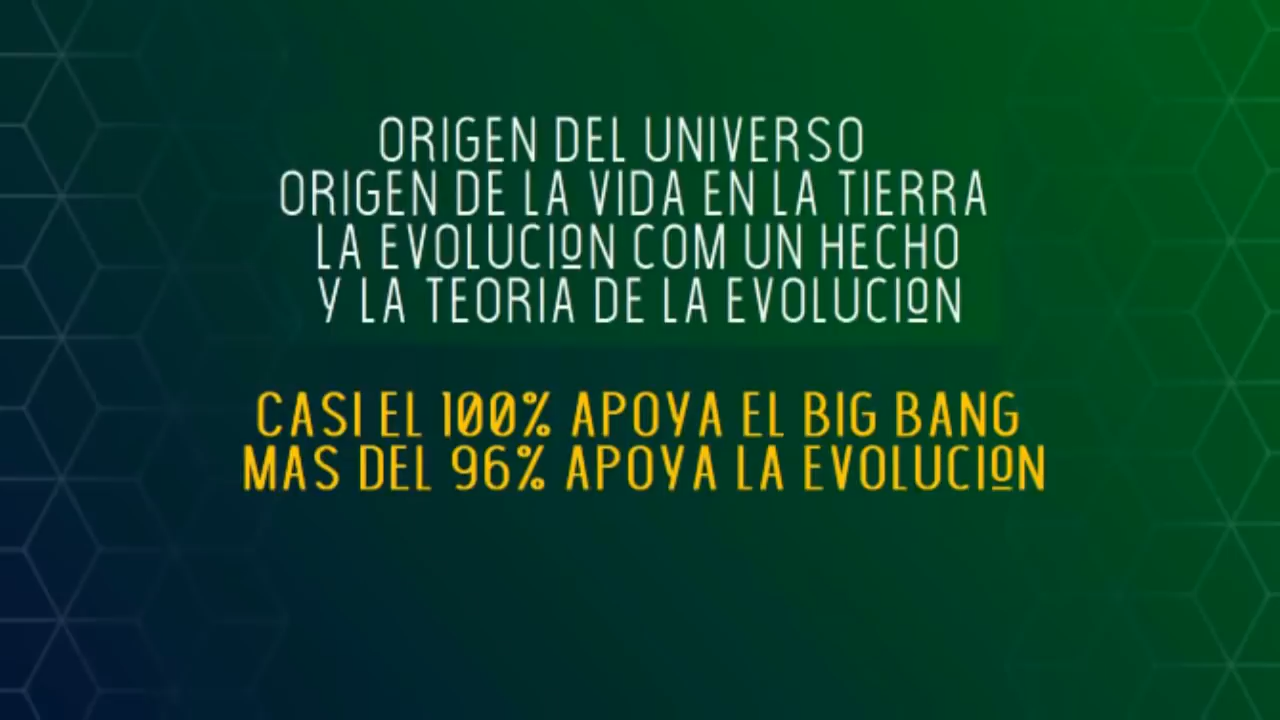 ORIGEN DEL UNIVERSO
ORIGEN DE LA VIDA EN LA TIERRA
LA EVOLUCIºN COM UN HECHO
Y LA TEORIA DE LA EVOLUCIºN
CASI EL 100% APOYA EL BIG BANG
MAS DEL 96% APOYA LA EVOLUCIºN